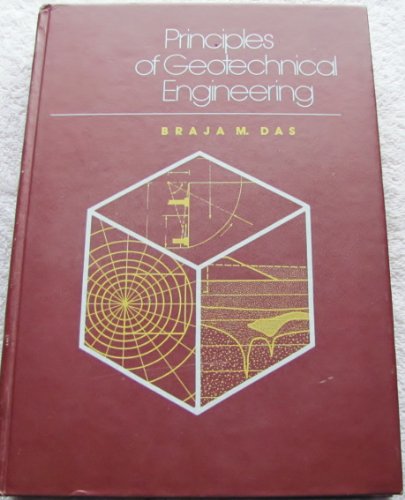 Principles
of Geotechnical
Engineering
BRAJA M. DAS